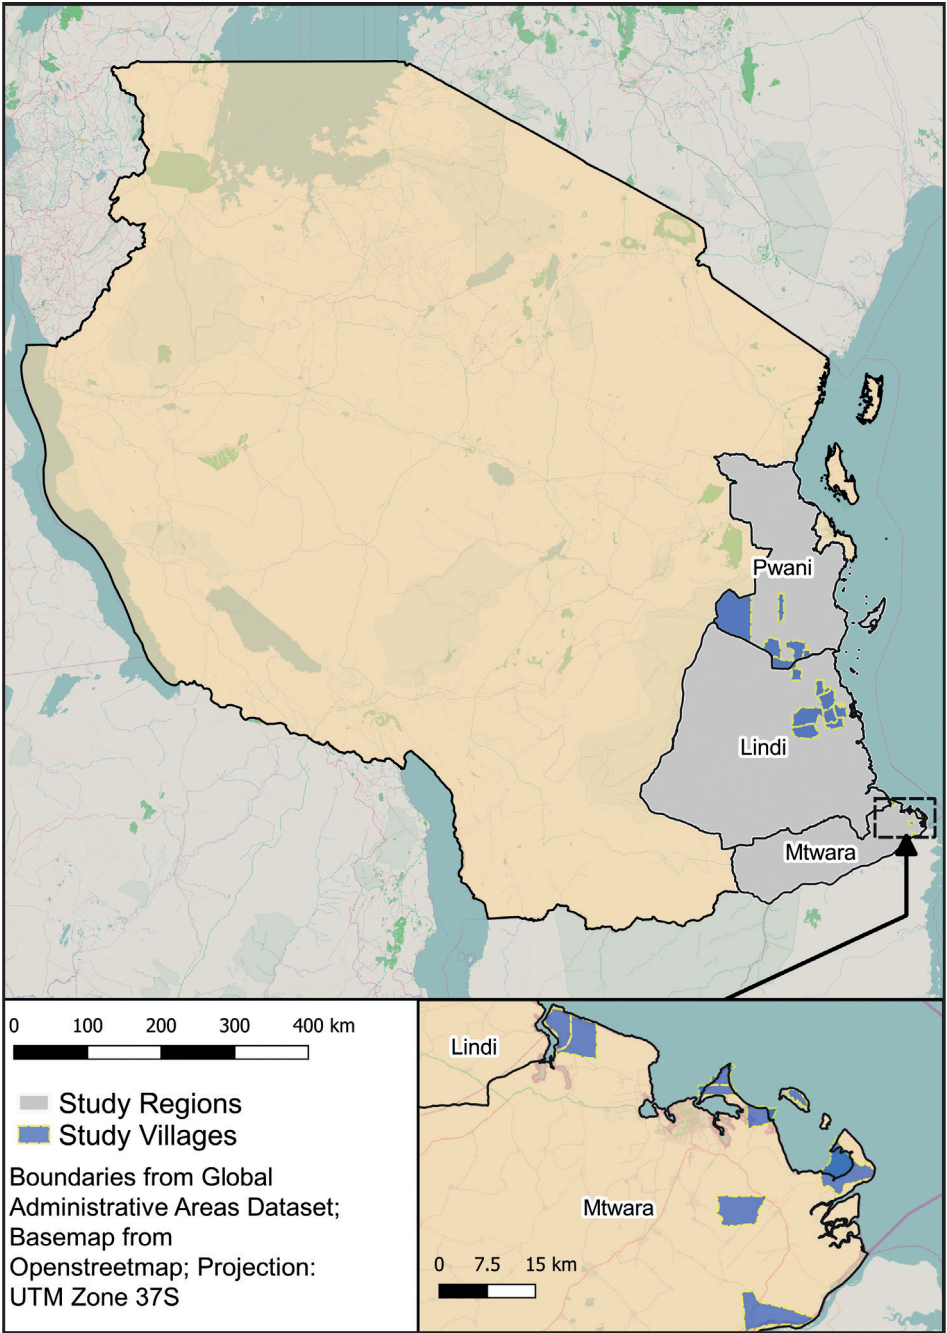 Pwani
Lindi
Mtwara
0 100 200 300 400 km
Study Regions
Study Villages
Boundaries from Global
Administrative Areas Dataset;
Basemap from
Openstreetmap; Projection:
UTM Zone 37S
Lindi
Mtwara
0 7.5 15 km